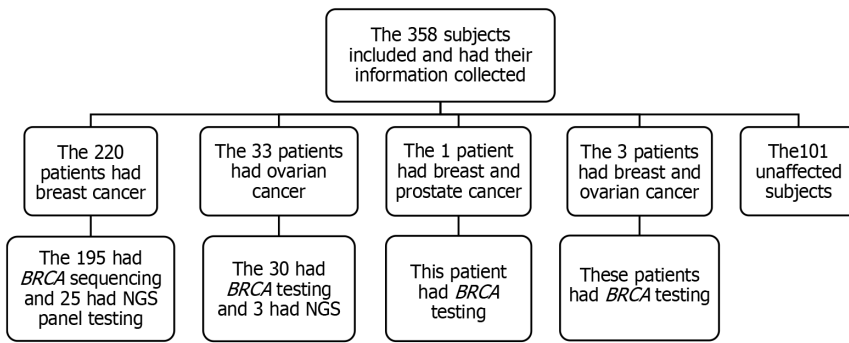 The 358 subjects
included and had their
information collected
The 220
patients had
breast cancer
The 33 patients
had ovarian
cancer
The 1 patient
had breast and
prostate cancer
The 3 patients
had breast and
ovarian cancer
The101
unaffected
subjects
The 195 had
BRCA sequencing
and 25 had NGS
panel testing
The 30 had
BRCA testing
and 3 had NGS
This patient
had BRCA
testing
These patients
had BRCA testing